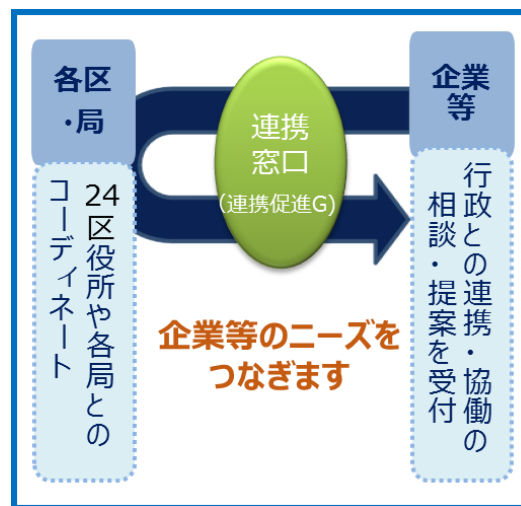 各区
・局
24区役所や各局との
コーディネート
連携
窓口
(連携促進G)
企業等のニーズを
つなぎます
企業
等
行政との連携・協働の
相談・提案を受付